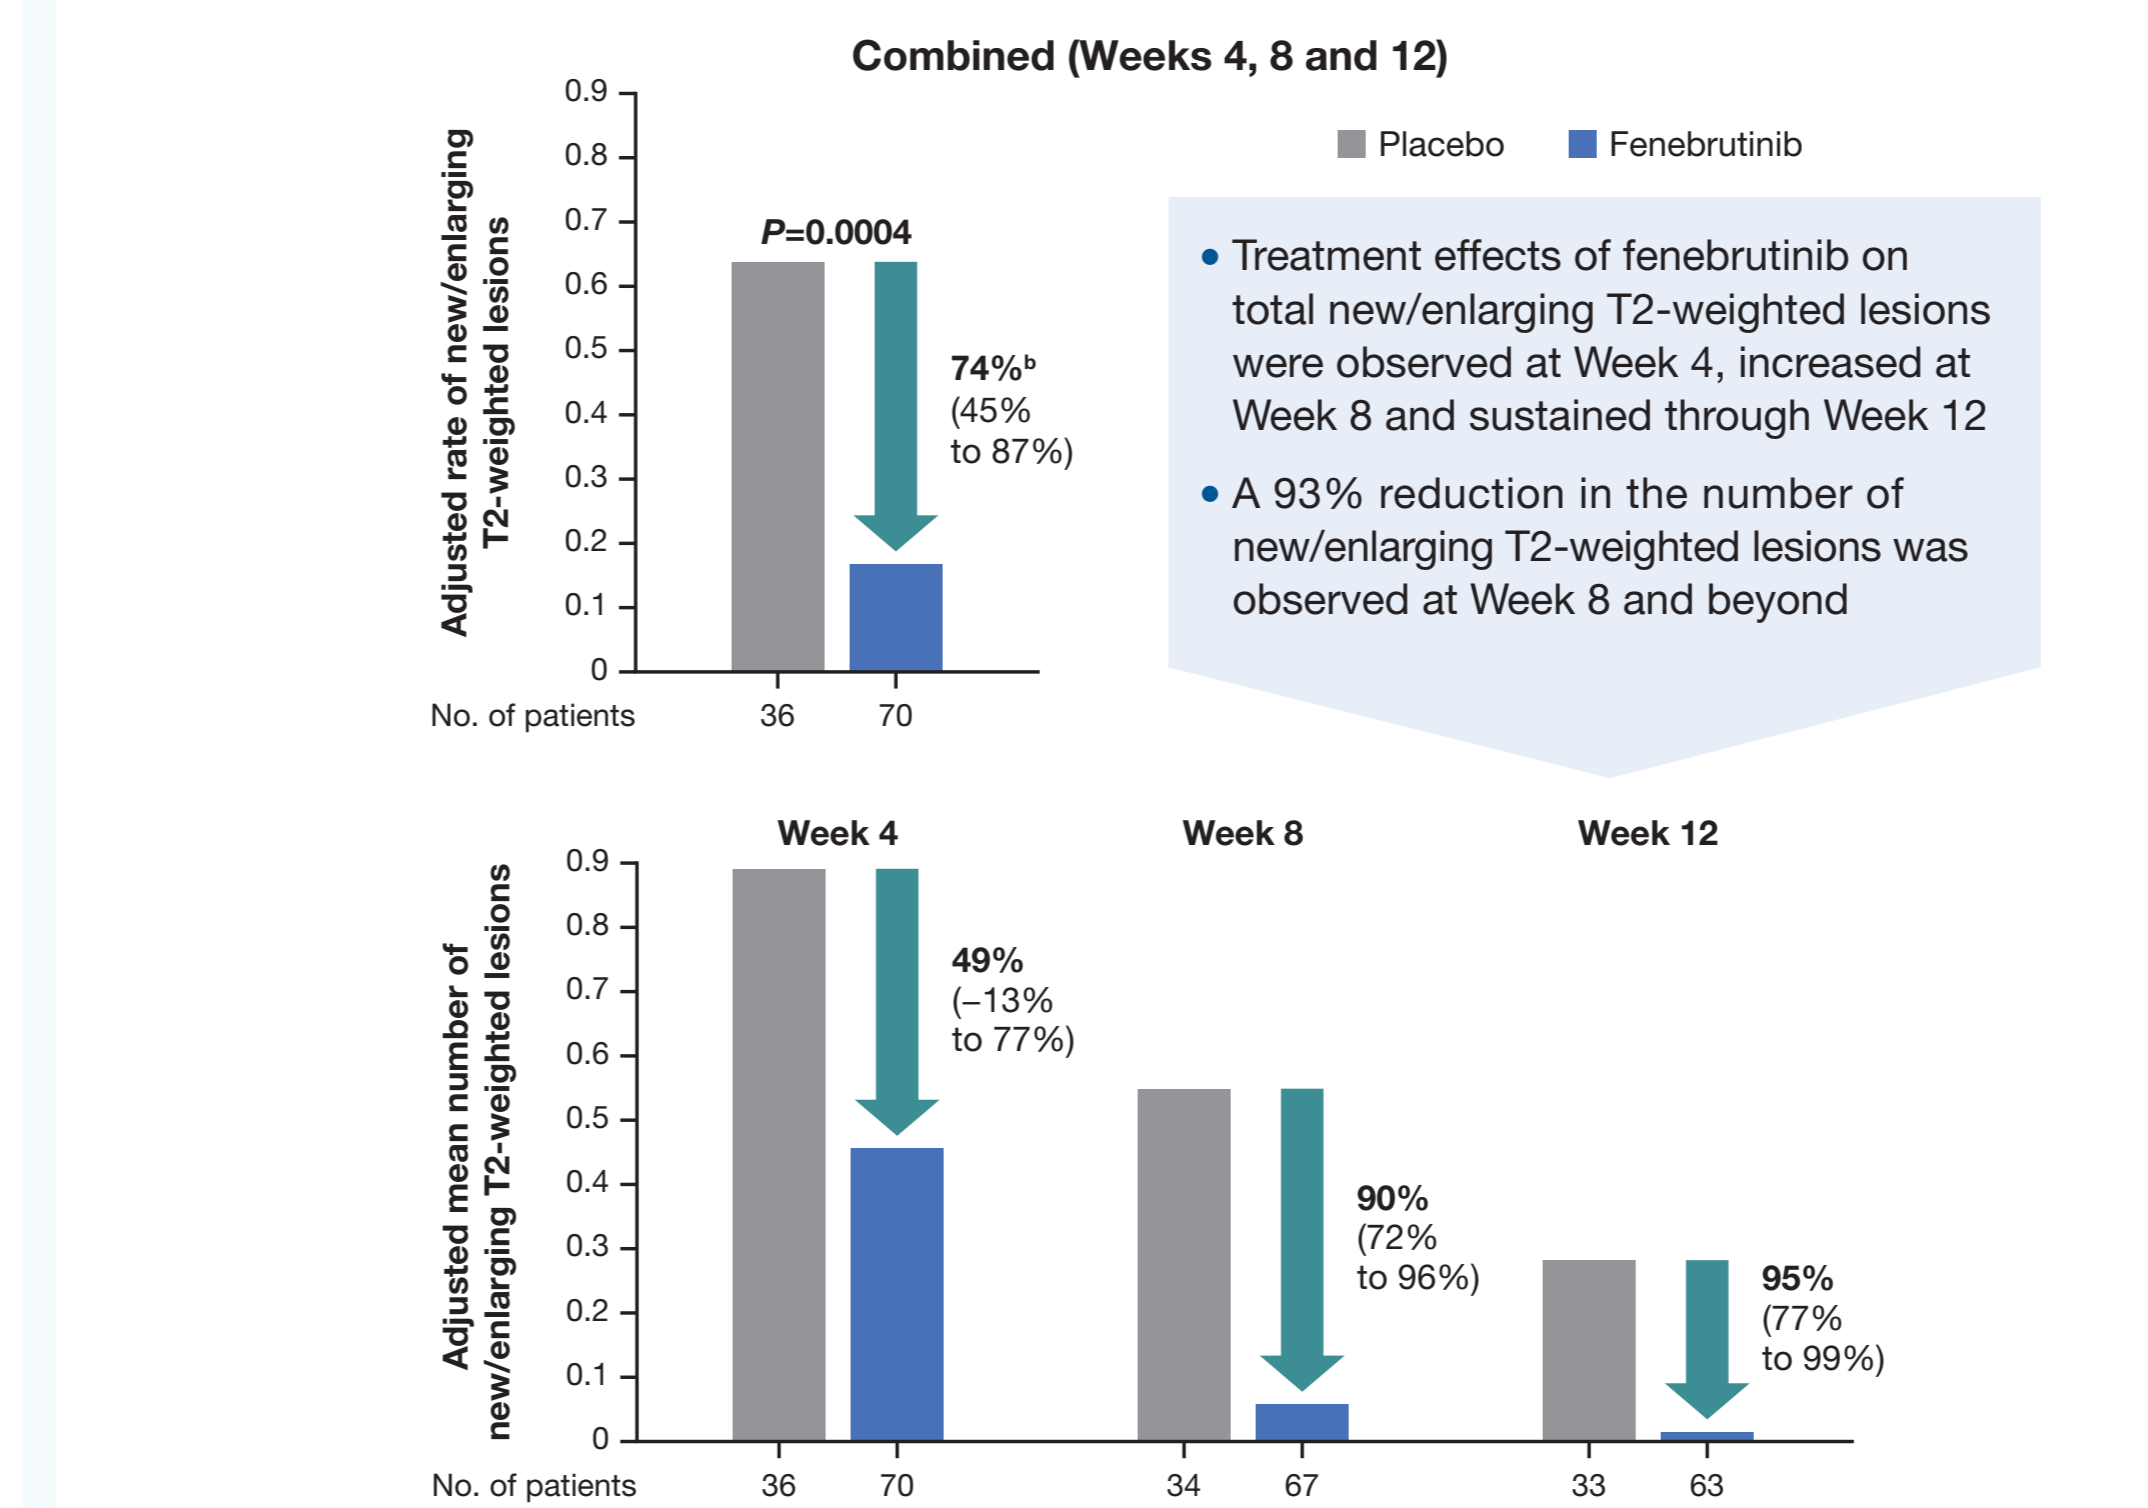 Combined (Weeks 4, 8 and 12)
Adjusted rate of new/enlarging
T2-weighted lesions
0.9
0.8
0.7
0.6
0.5
0.4
0.3
0.2
0.1
0
P=0.0004
74%ᵇ
(45%
to 87%)
No. of patients 36 70
Placebo Fenebrutinib
• Treatment effects of fenebrutinib on
total new/enlarging T2-weighted lesions
were observed at Week 4, increased at
Week 8 and sustained through Week 12
• A 93% reduction in the number of
new/enlarging T2-weighted lesions was
observed at Week 8 and beyond
Week 4 Week 8 Week 12
Adjusted mean number of
new/enlarging T2-weighted lesions
0.9
0.8
0.7
0.6
0.5
0.4
0.3
0.2
0.1
0
49%
(–13%
to 77%)
90%
(72%
to 96%)
95%
(77%
to 99%)
No. of patients 36 70 34 67 33 63